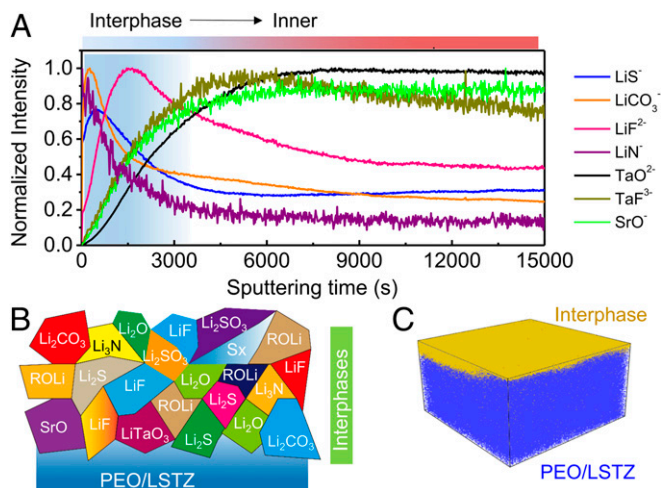 A
Interphase → Inner
Normalized Intensity
1.0
0.8
0.6
0.4
0.2
0.0
0 3000 6000 9000 12000 15000
Sputtering time (s)
LiS⁻
LiCO₃⁻
LiF²⁻
LiN⁻
TaO²⁻
TaF³⁻
SrO⁻
B
Li₂CO₃ Li₃N Li₂O LiF Li₂SO₃ ROLi
Li₂SO₃ Sx
ROLi Li₂S LiF Li₂O ROLi Li₃N LiF
SrO LiF LiTaO₃ ROLi Li₂S Li₂S Li₂O Li₂CO₃
Interphases
PEO/LSTZ
C
Interphase
PEO/LSTZ